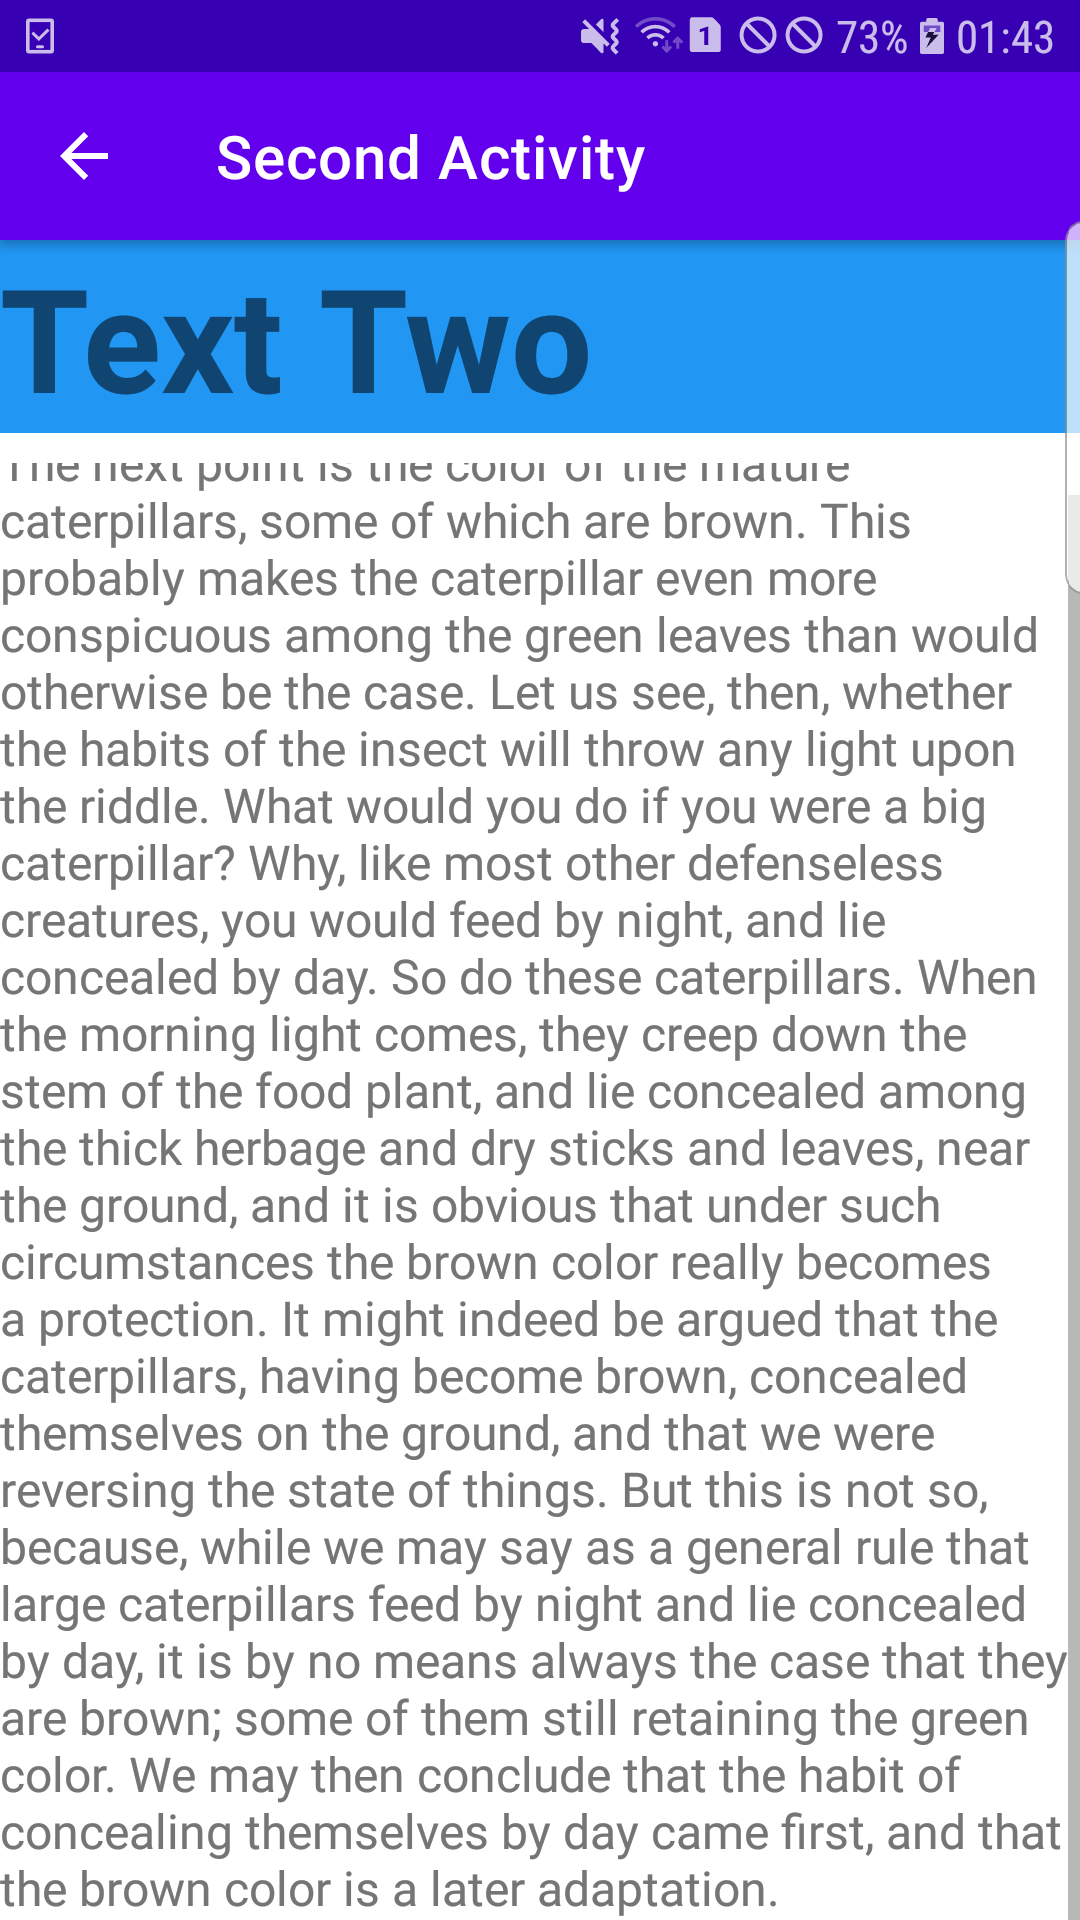 1 73% 01:43
Second Activity
Text Two
The next point is the color of the mature
caterpillars, some of which are brown. This
probably makes the caterpillar even more
conspicuous among the green leaves than would
otherwise be the case. Let us see, then, whether
the habits of the insect will throw any light upon
the riddle. What would you do if you were a big
caterpillar? Why, like most other defenseless
creatures, you would feed by night, and lie
concealed by day. So do these caterpillars. When
the morning light comes, they creep down the
stem of the food plant, and lie concealed among
the thick herbage and dry sticks and leaves, near
the ground, and it is obvious that under such
circumstances the brown color really becomes
a protection. It might indeed be argued that the
caterpillars, having become brown, concealed
themselves on the ground, and that we were
reversing the state of things. But this is not so,
because, while we may say as a general rule that
large caterpillars feed by night and lie concealed
by day, it is by no means always the case that they
are brown; some of them still retaining the green
color. We may then conclude that the habit of
concealing themselves by day came first, and that
the brown color is a later adaptation.